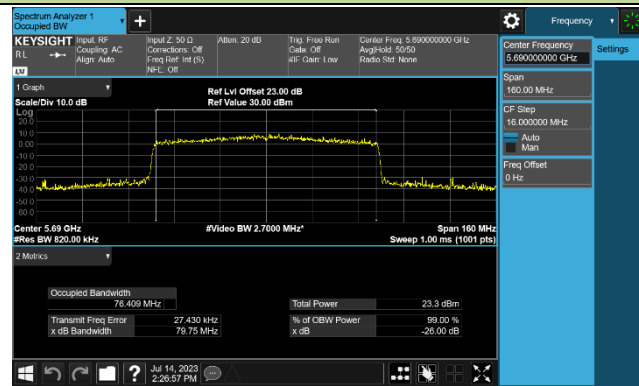 Spectrum Analyzer 1
Occupied BW
Frequency
KEYSIGHT
RL
LXI
Input: RF
Coupling: AC
Align: Auto
Input Z: 50 Ω
Corrections: Off
Freq Ref: Int (S)
NFE: Off
Atten: 20 dB
Trig: Free Run
Gate: Off
#IF Gain: Low
Center Freq: 5.690000000 GHz
Avg|Hold: 50/50
Radio Std: None
Center Frequency
5.690000000 GHz
Settings
Span
160.00 MHz
CF Step
16.000000 MHz
Auto
Man
Freq Offset
0 Hz
1 Graph
Scale/Div 10.0 dB
Ref Lvl Offset 23.00 dB
Ref Value 30.00 dBm
Log
20.0
10.0
0.00
-10.0
-20.0
-30.0
-40.0
-50.0
-60.0
Center 5.69 GHz
#Video BW 2.7000 MHz*
Span 160 MHz
#Res BW 820.00 kHz
Sweep 1.00 ms (1001 pts)
2 Metrics
Occupied Bandwidth
76.409 MHz
Total Power
23.3 dBm
Transmit Freq Error
27.430 kHz
% of OBW Power
99.00 %
x dB Bandwidth
79.75 MHz
x dB
-26.00 dB
?
Jul 14, 2023
2:26:57 PM